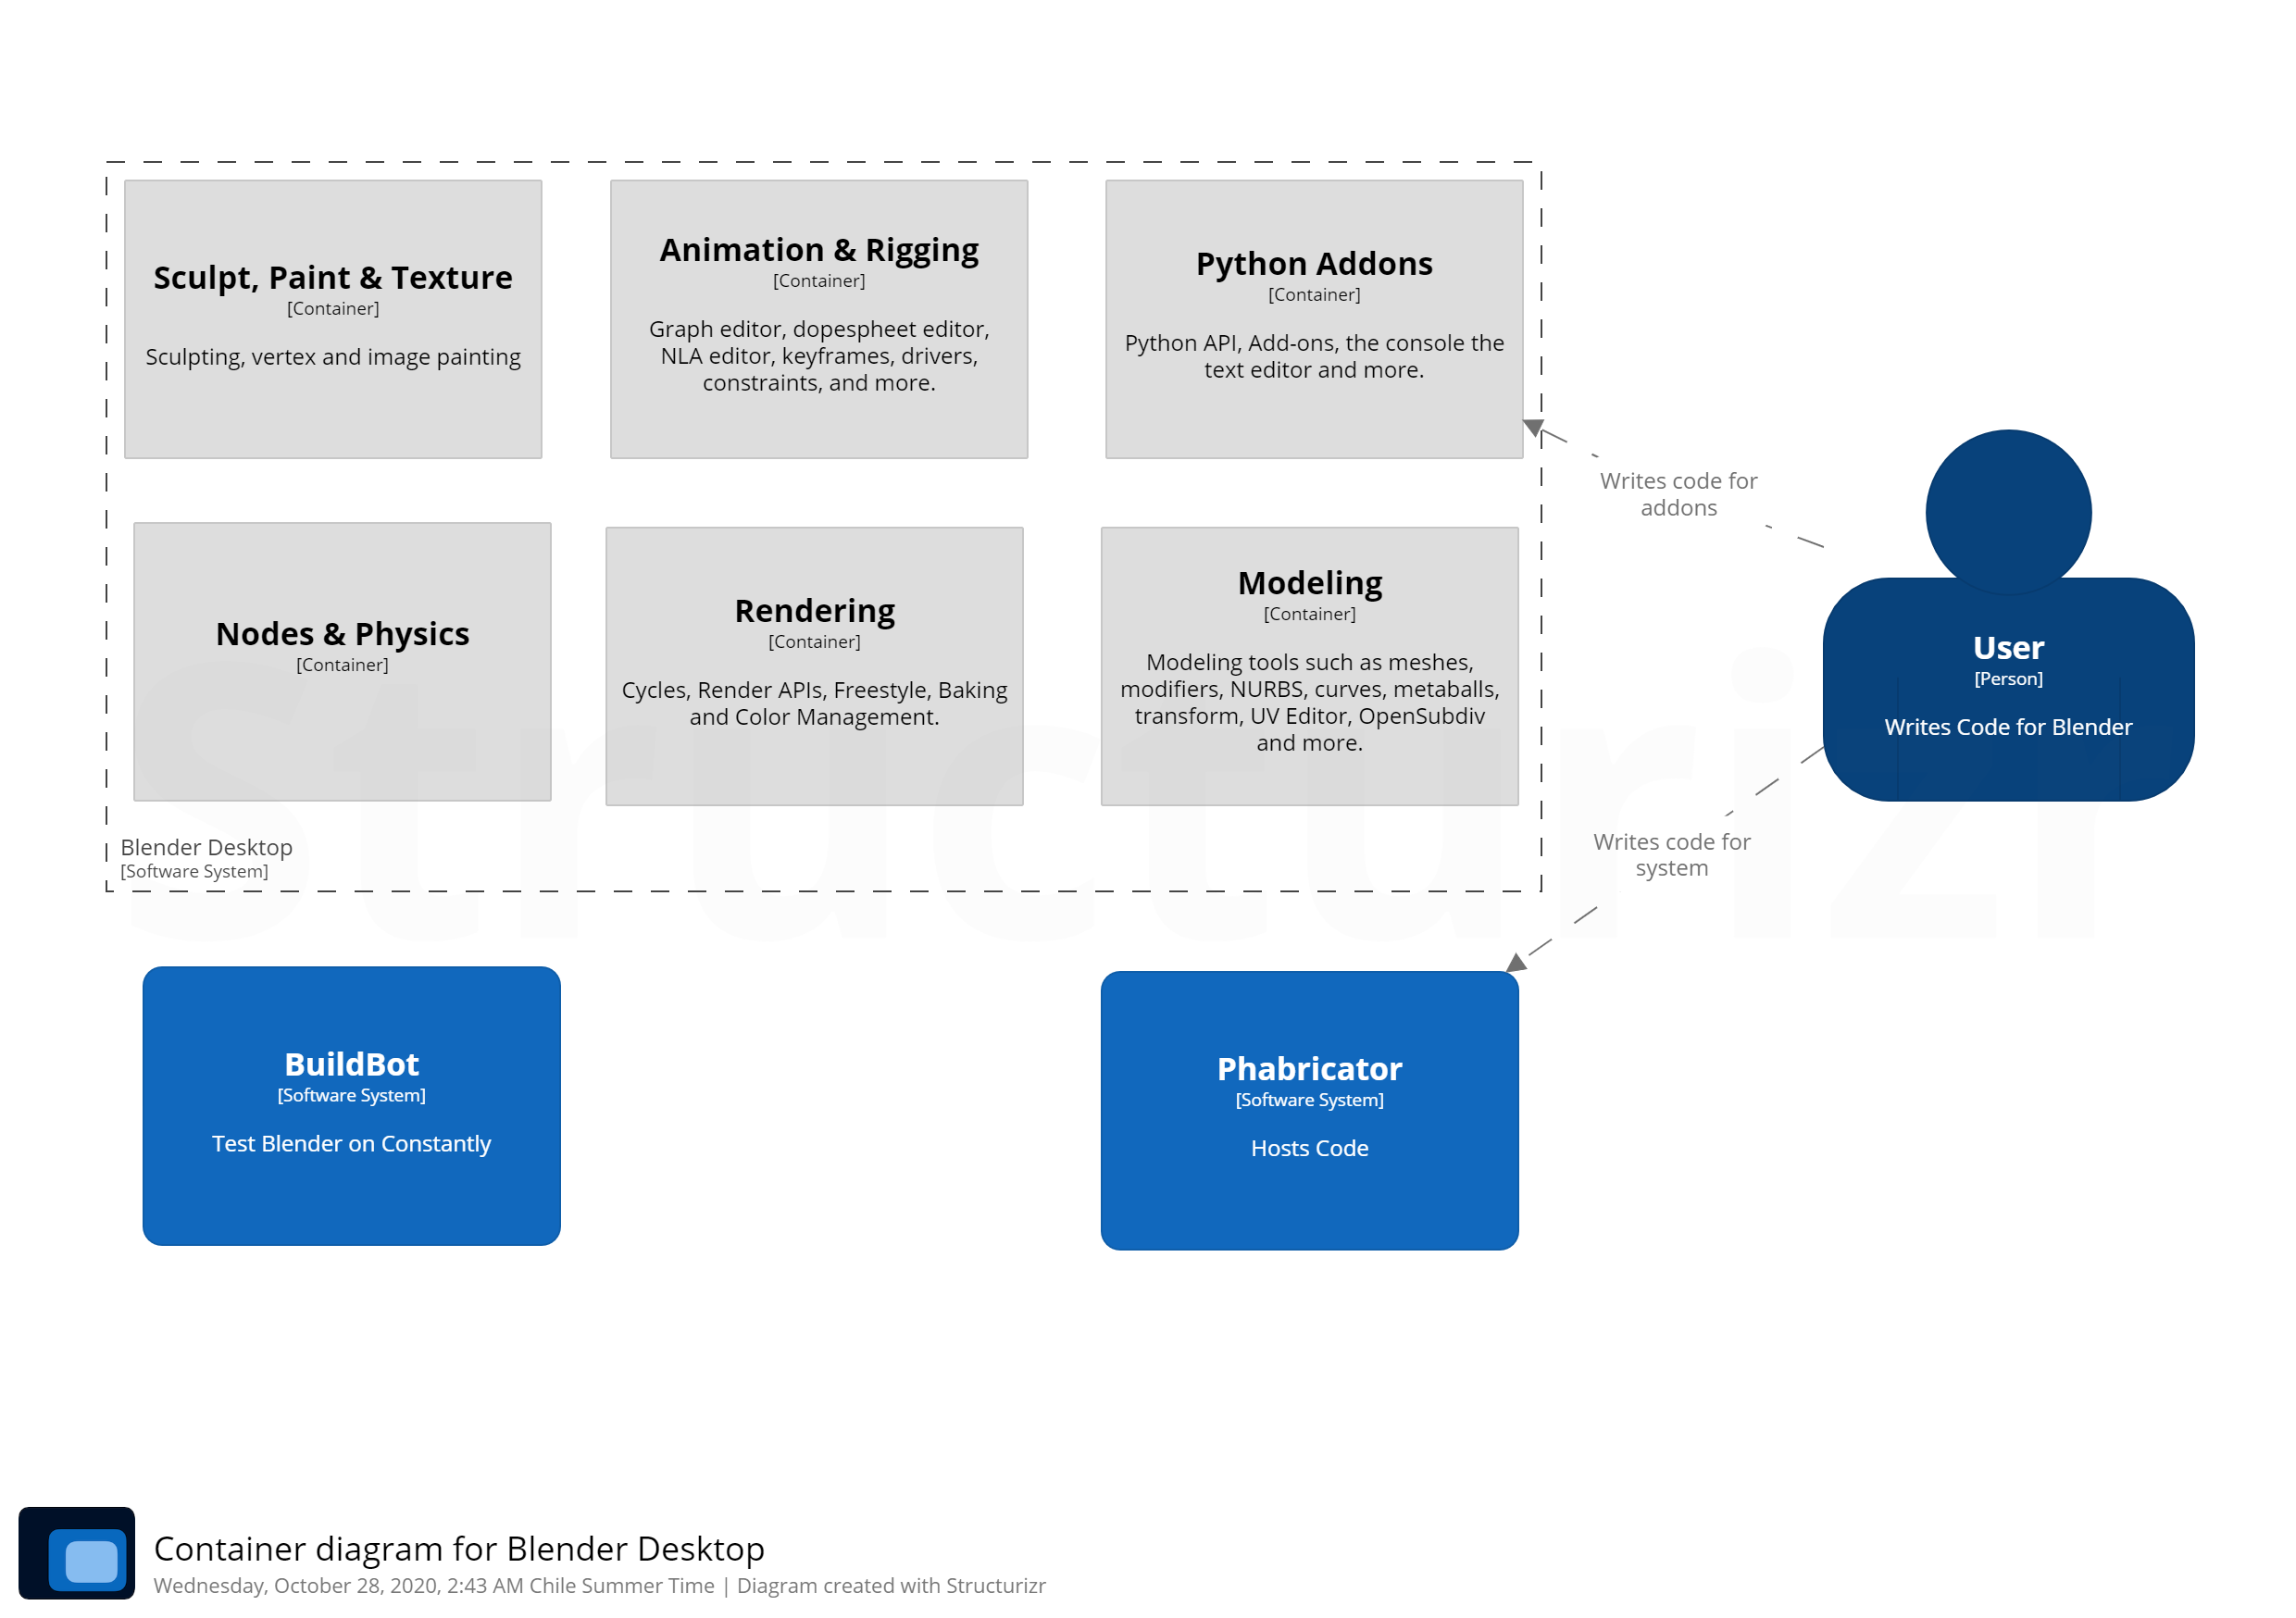 Sculpt, Paint & Texture
[Container]
Sculpting, vertex and image painting
Animation & Rigging
[Container]
Graph editor, dopespheet editor,
NLA editor, keyframes, drivers,
constraints, and more.
Python Addons
[Container]
Python API, Add-ons, the console the
text editor and more.
Writes code for
addons
Nodes & Physics
[Container]
Rendering
[Container]
Cycles, Render APIs, Freestyle, Baking
and Color Management.
Modeling
[Container]
Modeling tools such as meshes,
modifiers, NURBS, curves, metaballs,
transform, UV Editor, OpenSubdiv
and more.
User
[Person]
Writes Code for Blender
Structurizr
Blender Desktop
[Software System]
Writes code for
system
BuildBot
[Software System]
Test Blender on Constantly
Phabricator
[Software System]
Hosts Code
Container diagram for Blender Desktop
Wednesday, October 28, 2020, 2:43 AM Chile Summer Time | Diagram created with Structurizr